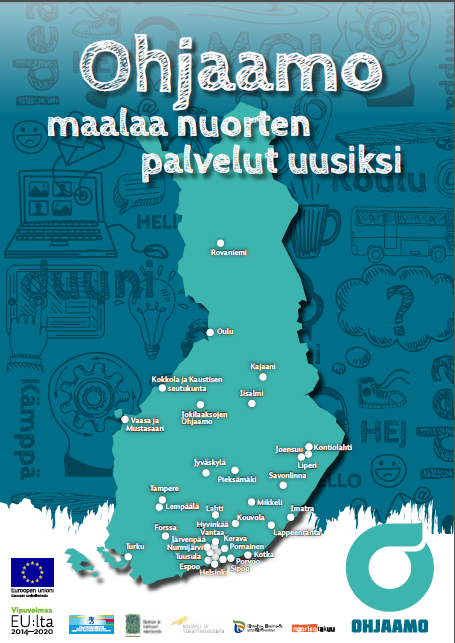 Ohjaamo
maalaa nuorten
palvelut uusiksi
koulu
HELLO
duuni
kämppä
HEJ
Rovaniemi
Oulu
Kajaani
Kokkola ja Kaustisen
seutukunta
Iisalmi
Jokilaaksojen
Ohjaamo
Vaasa ja
Mustasaari
Joensuu
Kontiolahti
Liperi
Jyväskylä
Pieksämäki
Savonlinna
Tampere
Lempäälä
Mikkeli
Imatra
Lahti
Kouvola
Lappeenranta
Forssa
Hyvinkää
Vantaa
Järvenpää
Kerava
Turku
Nurmijärvi
Pornainen
Tuusula
Kotka
Porvoo
Espoo
Sipoo
Helsinki
Euroopan unioni
Euroopan sosiaalirahasto
Vipuvoimaa
EU:lta
2014—2020
OHJAAMO